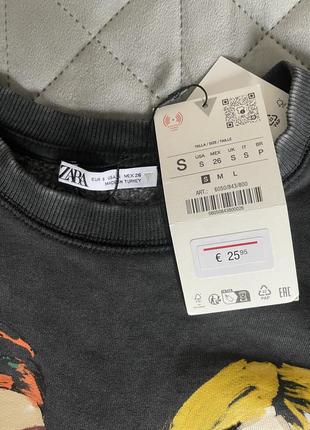 ZARA
EUR S USA S MEX 26
MADE IN TURKEY
TALLA / SIZE / TAILLE
S
USA MEX UK IT BR
S 26 S S P
S M L
ART.: 6050/843/800
€ 25,95
PAP
EAC